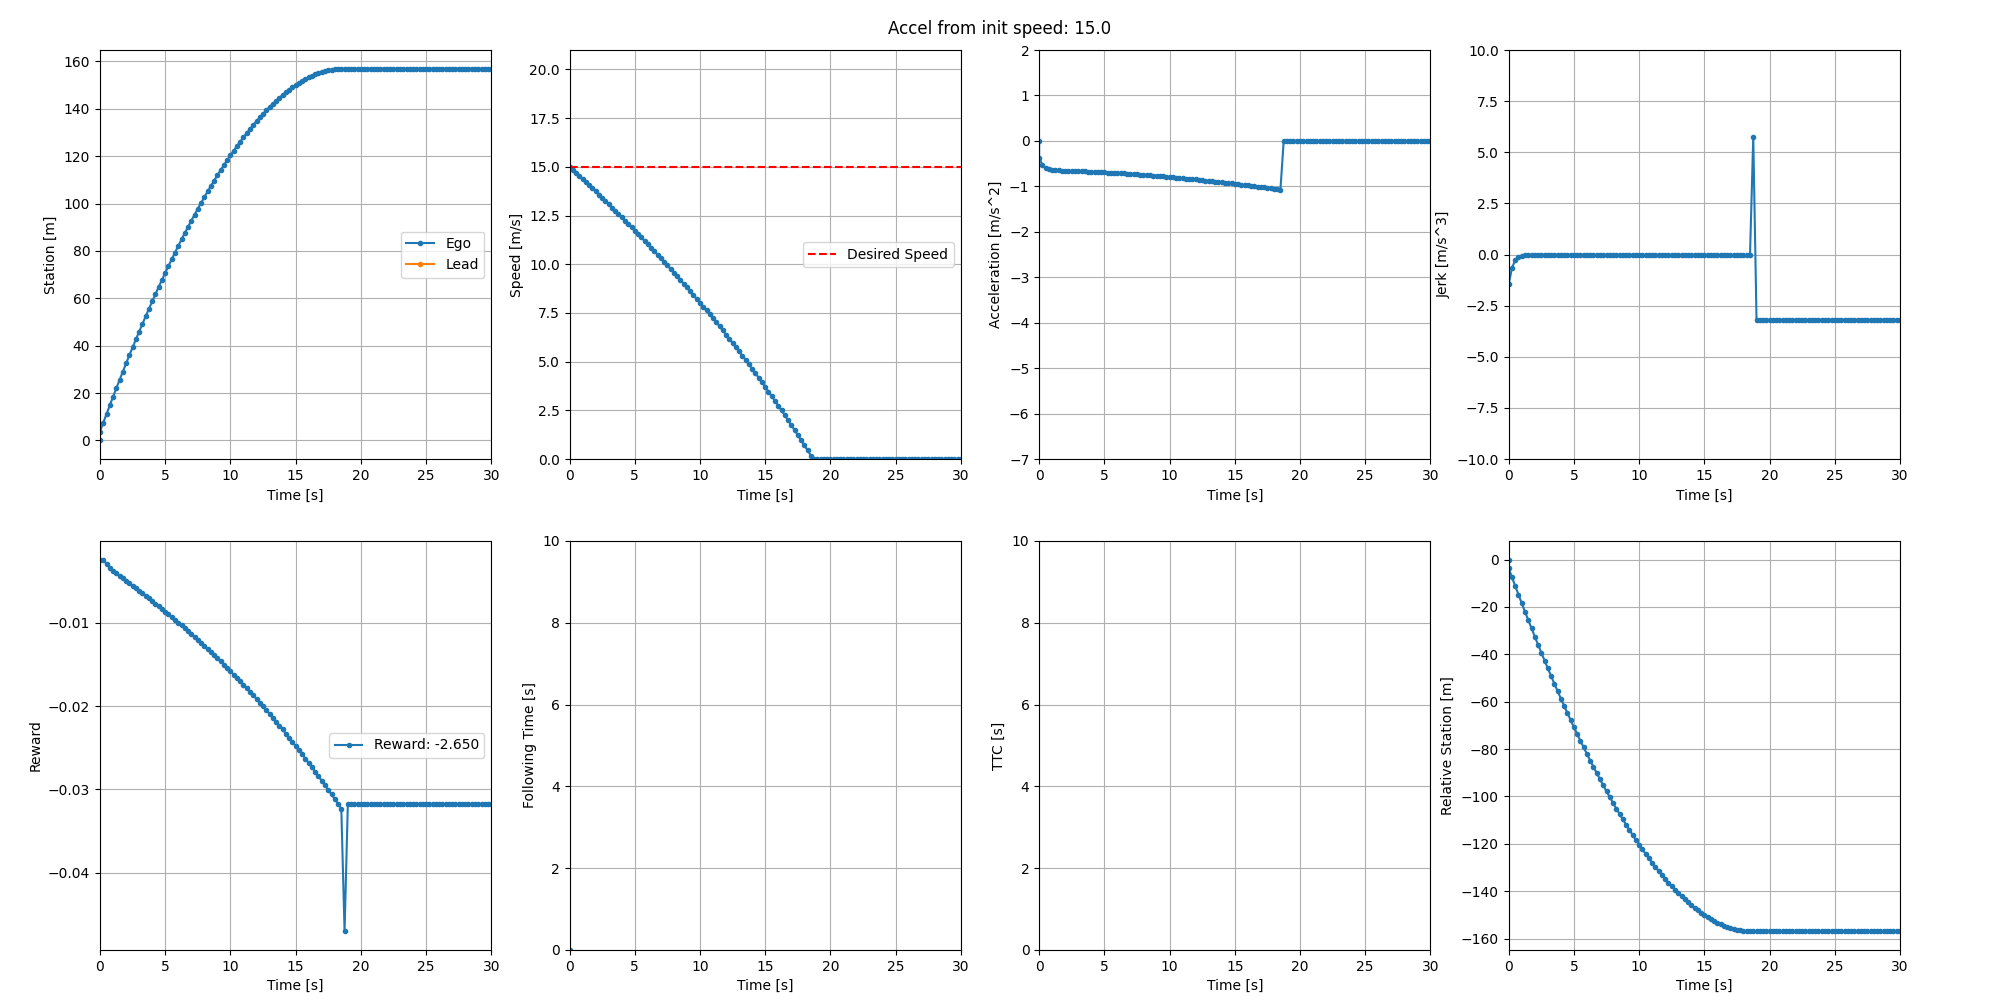 Accel from init speed: 15.0
160
140
120
100
80
60
40
20
0
Station [m]
Ego
Lead
0 5 10 15 20 25 30
Time [s]
20.0
17.5
15.0
12.5
10.0
7.5
5.0
2.5
0.0
Speed [m/s]
Desired Speed
0 5 10 15 20 25 30
Time [s]
2
1
0
−1
−2
−3
−4
−5
−6
−7
Acceleration [m/s^2]
0 5 10 15 20 25 30
Time [s]
10.0
7.5
5.0
2.5
0.0
−2.5
−5.0
−7.5
−10.0
Jerk [m/s^3]
0 5 10 15 20 25 30
Time [s]
−0.01
−0.02
−0.03
−0.04
Reward
Reward: -2.650
0 5 10 15 20 25 30
Time [s]
10
8
6
4
2
0
Following Time [s]
0 5 10 15 20 25 30
Time [s]
10
8
6
4
2
0
TTC [s]
0 5 10 15 20 25 30
Time [s]
0
−20
−40
−60
−80
−100
−120
−140
−160
Relative Station [m]
0 5 10 15 20 25 30
Time [s]